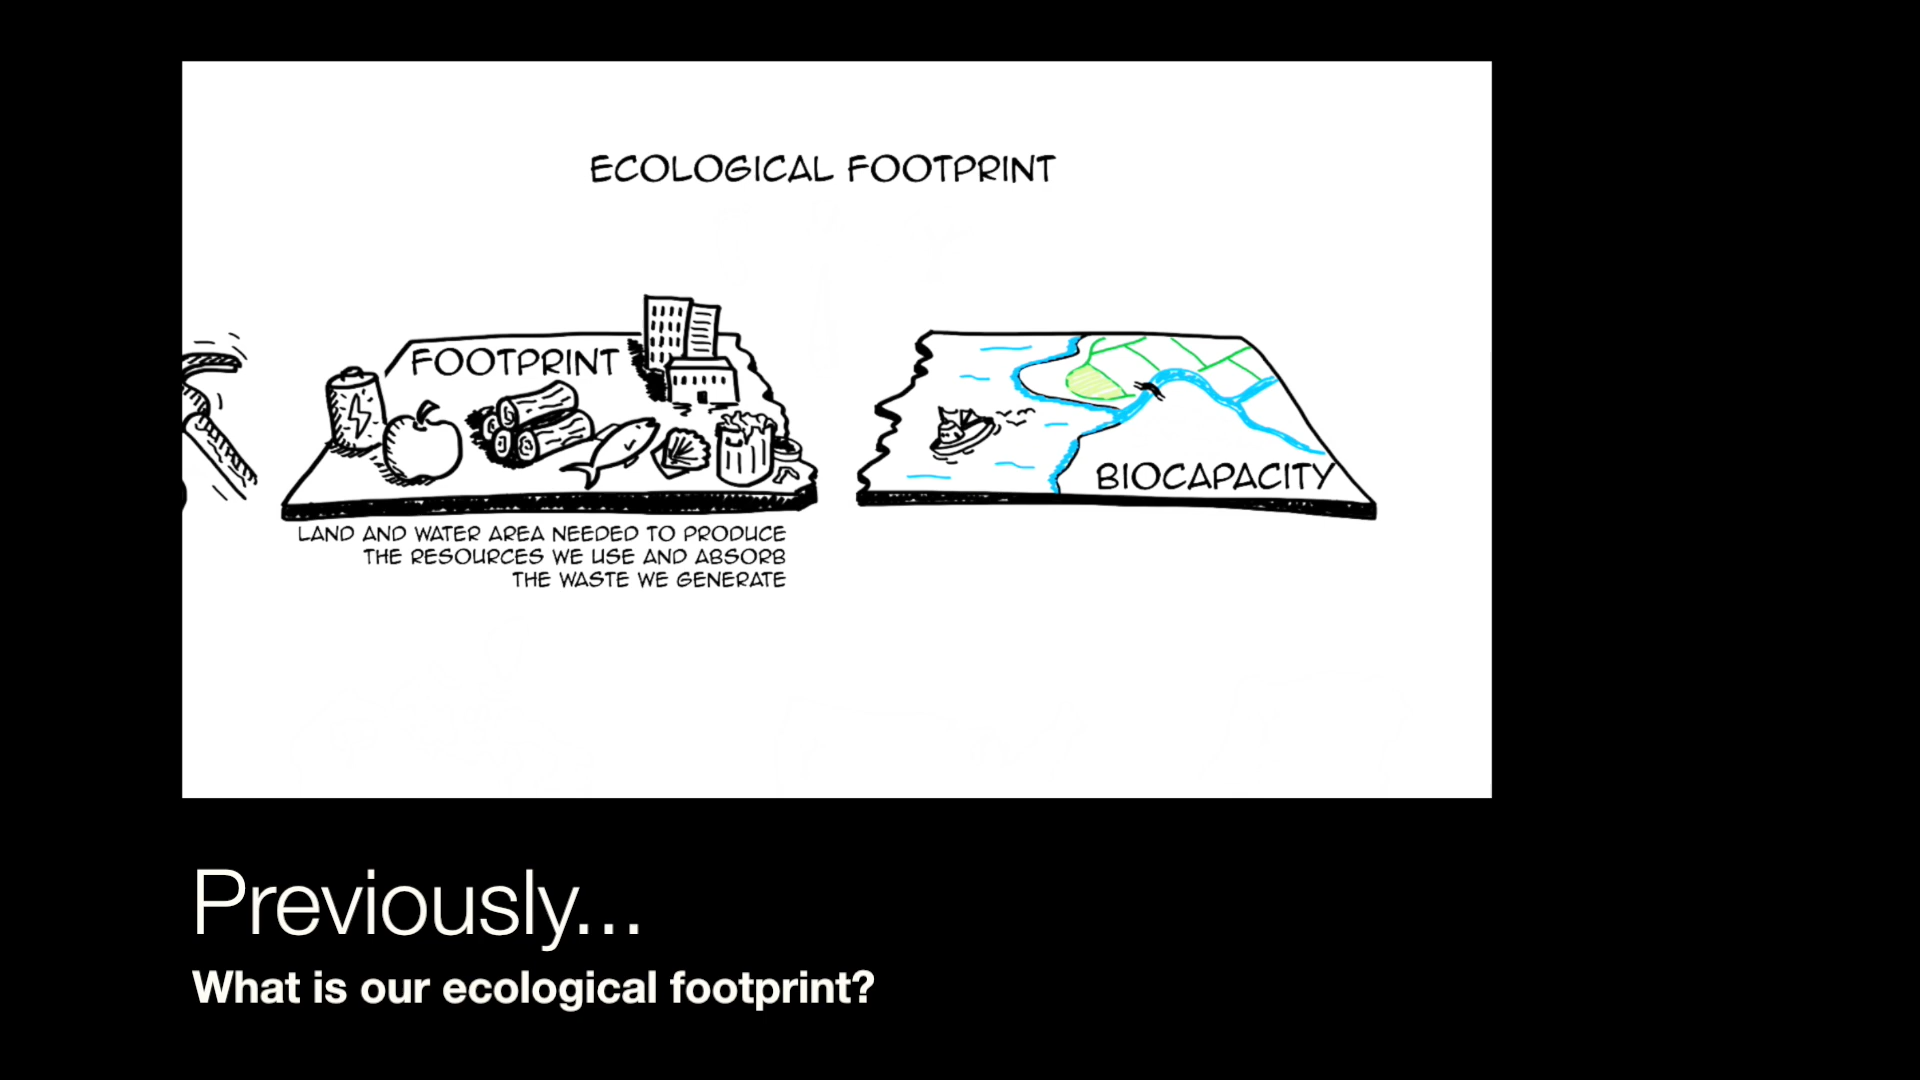 ECOLOGICAL FOOTPRINT
FOOTPRINT
BIOCAPACITY
LAND AND WATER AREA NEEDED TO PRODUCE
THE RESOURCES WE USE AND ABSORB
THE WASTE WE GENERATE
Previously...
What is our ecological footprint?